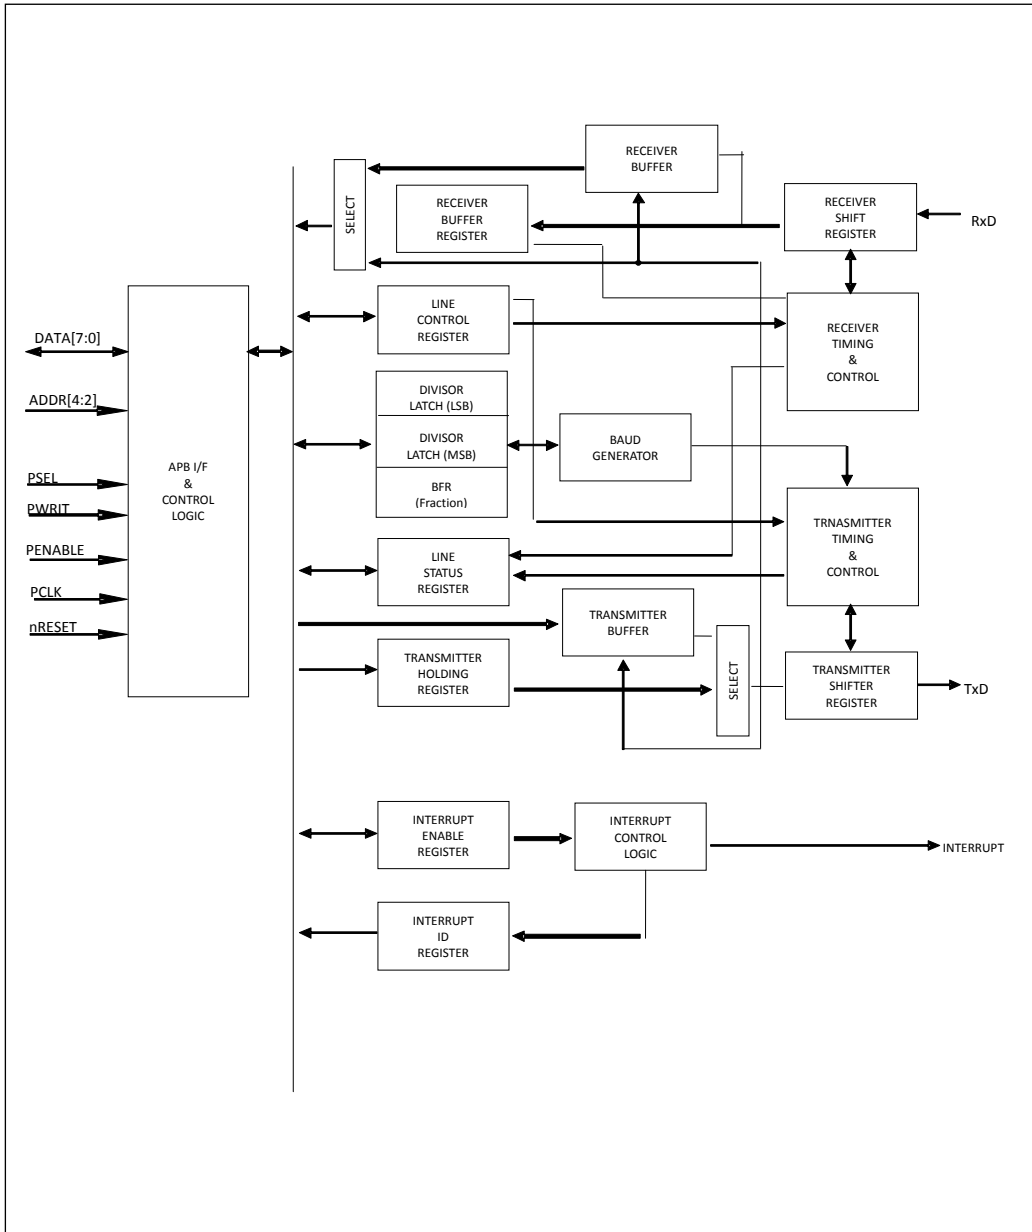 RECEIVER
BUFFER
SELECT
RECEIVER
BUFFER
REGISTER
RECEIVER
SHIFT
REGISTER
RxD
LINE
CONTROL
REGISTER
RECEIVER
TIMING
&
CONTROL
DATA[7:0]
ADDR[4:2]
PSEL
PWRIT
PENABLE
PCLK
nRESET
APB I/F
&
CONTROL
LOGIC
DIVISOR
LATCH (LSB)
DIVISOR
LATCH (MSB)
BFR
(Fraction)
BAUD
GENERATOR
TRNASMITTER
TIMING
&
CONTROL
LINE
STATUS
REGISTER
TRANSMITTER
BUFFER
TRANSMITTER
HOLDING
REGISTER
SELECT
TRANSMITTER
SHIFTER
REGISTER
TxD
INTERRUPT
ENABLE
REGISTER
INTERRUPT
CONTROL
LOGIC
INTERRUPT
INTERRUPT
ID
REGISTER